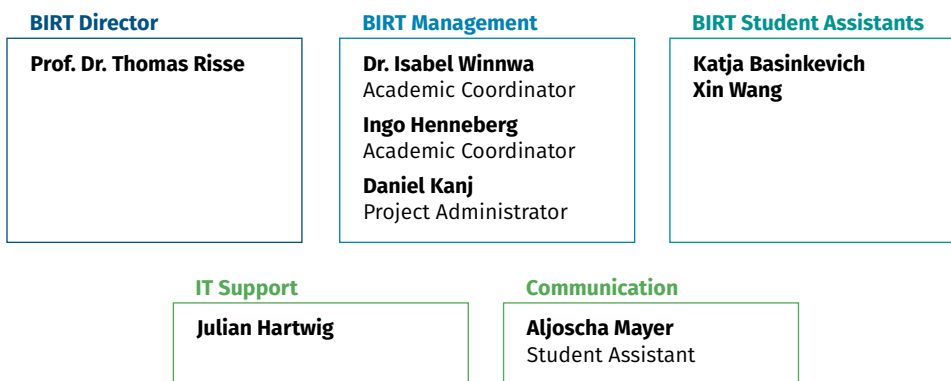 BIRT Director
Prof. Dr. Thomas Risse
BIRT Management
Dr. Isabel Winnwa
Academic Coordinator
Ingo Henneberg
Academic Coordinator
Daniel Kanj
Project Administrator
BIRT Student Assistants
Katja Basinkevich
Xin Wang
IT Support
Julian Hartwig
Communication
Aljoscha Mayer
Student Assistant